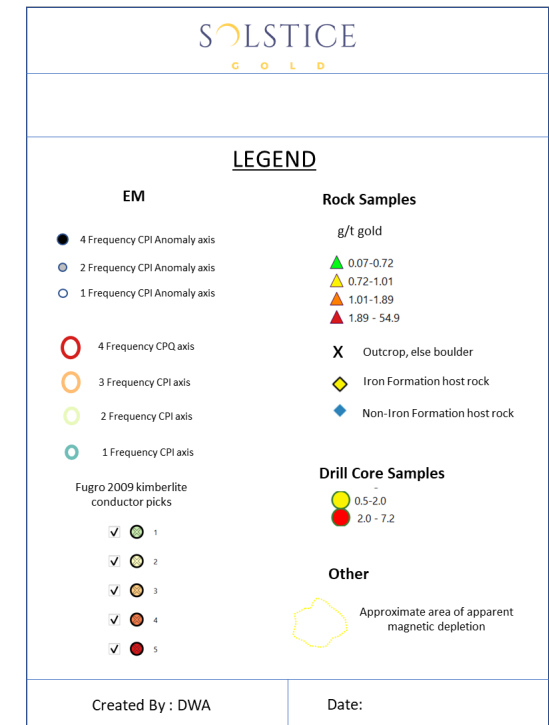 SOLSTICE
GOLD
LEGEND
EM
4 Frequency CPI Anomaly axis
2 Frequency CPI Anomaly axis
1 Frequency CPI Anomaly axis
4 Frequency CPQ axis
3 Frequency CPI axis
2 Frequency CPI axis
1 Frequency CPI axis
Fugro 2009 kimberlite
conductor picks
1
2
3
4
5
Rock Samples
g/t gold
0.07-0.72
0.72-1.01
1.01-1.89
1.89 - 54.9
X Outcrop, else boulder
Iron Formation host rock
Non-Iron Formation host rock
Drill Core Samples
0.5-2.0
2.0 - 7.2
Other
Approximate area of apparent
magnetic depletion
Created By : DWA
Date: